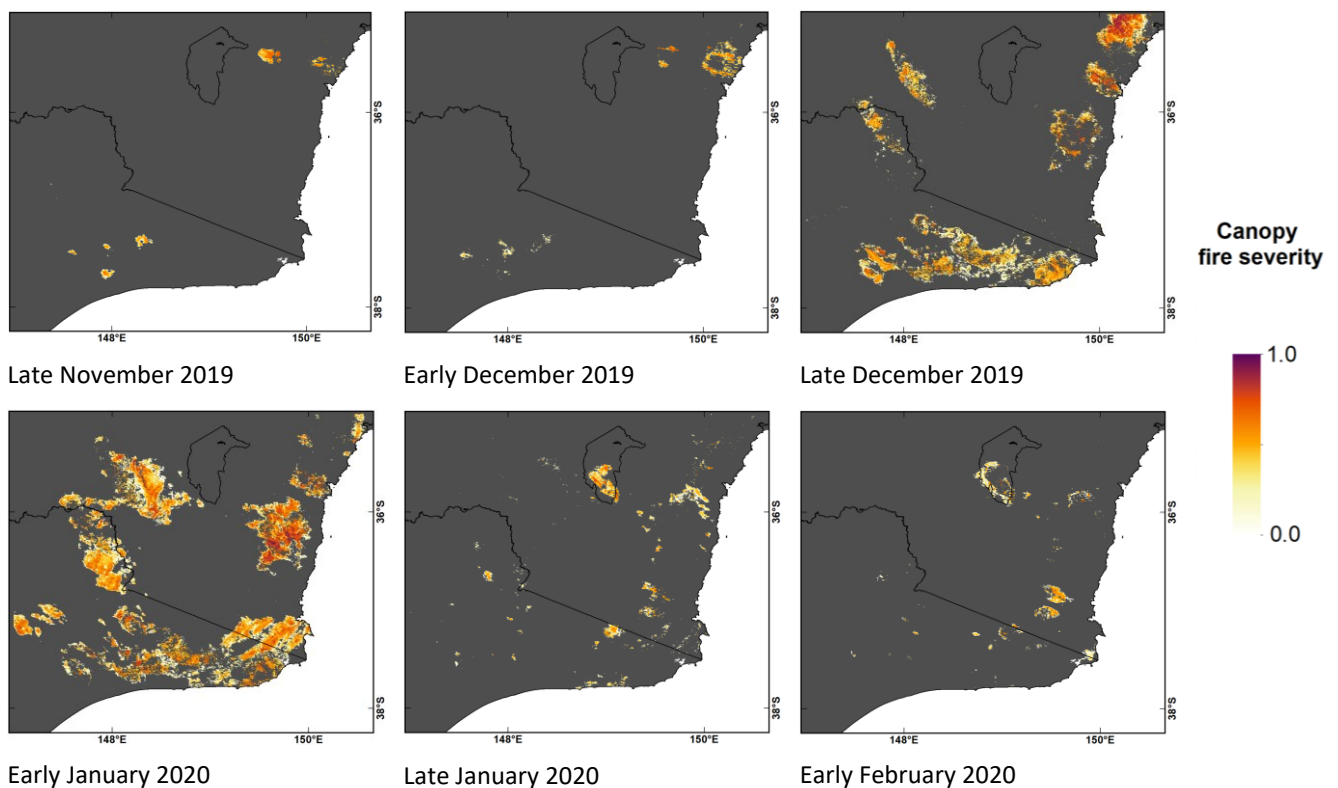 36°S
38°S
148°E
150°E
Late November 2019
36°S
38°S
148°E
150°E
Early December 2019
36°S
38°S
148°E
150°E
Late December 2019
Canopy
fire severity
1.0
0.0
36°S
38°S
148°E
150°E
Early January 2020
36°S
38°S
148°E
150°E
Late January 2020
36°S
38°S
148°E
150°E
Early February 2020